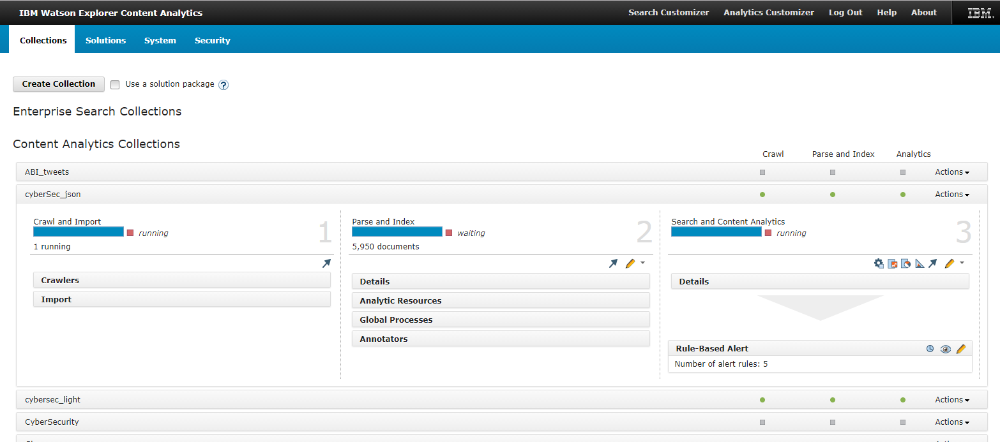 IBM Watson Explorer Content Analytics
Search Customizer Analytics Customizer Log Out Help About IBM.
Collections Solutions System Security
Create Collection Use a solution package ?
Enterprise Search Collections
Content Analytics Collections
Crawl Parse and Index Analytics
ABI_tweets Actions
cyberSec_json Actions
Crawl and Import
running
1
1 running
Crawlers
Import
Parse and Index
waiting
2
5,950 documents
Details
Analytic Resources
Global Processes
Annotators
Search and Content Analytics
running
3
Details
Rule-Based Alert
Number of alert rules: 5
cybersec_light Actions
CyberSecurity Actions